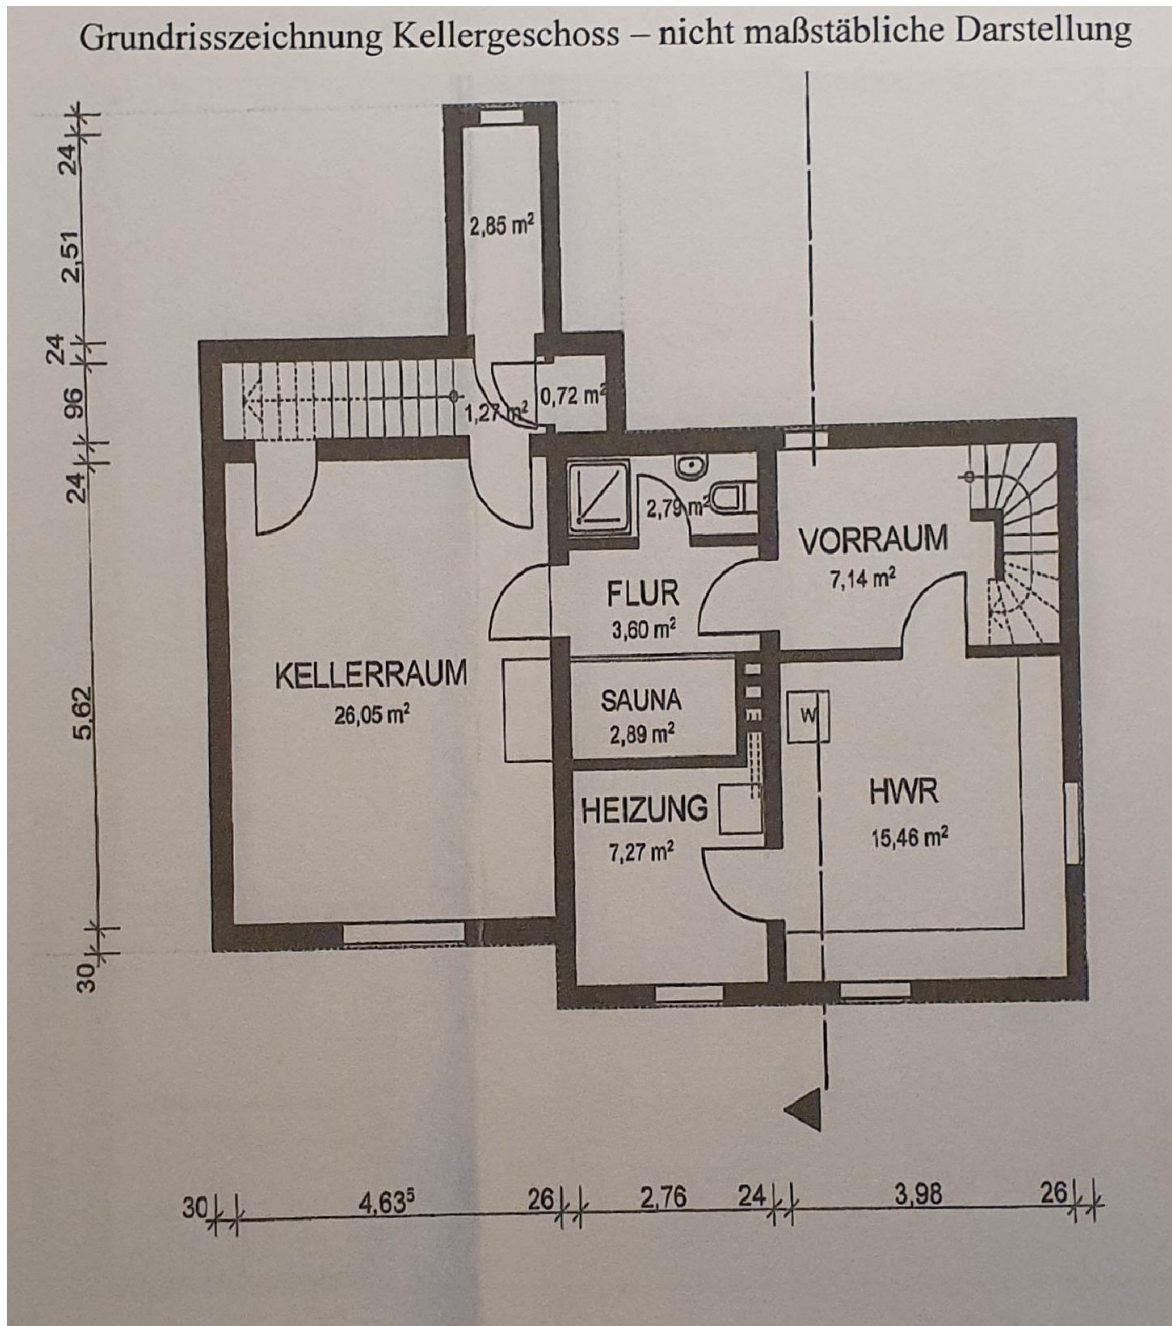 Grundrisszeichnung Kellergeschoss – nicht maßstäbliche Darstellung
24
2,51
24
96
24
5,62
30
2,85 m²
1,27 m²
0,72 m²
2,79 m²
VORRAUM
7,14 m²
FLUR
3,60 m²
KELLERRAUM
26,05 m²
SAUNA
2,89 m²
W
HWR
15,46 m²
HEIZUNG
7,27 m²
30
4,63⁵
26
2,76
24
3,98
26